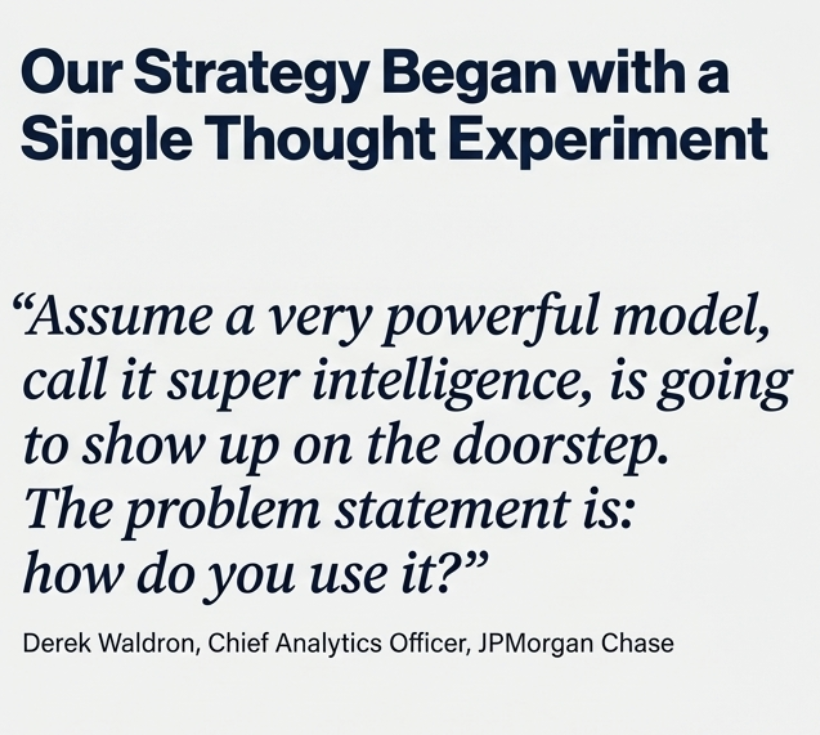 Our Strategy Began with a
Single Thought Experiment
“Assume a very powerful model,
call it super intelligence, is going
to show up on the doorstep.
The problem statement is:
how do you use it?”
Derek Waldron, Chief Analytics Officer, JPMorgan Chase